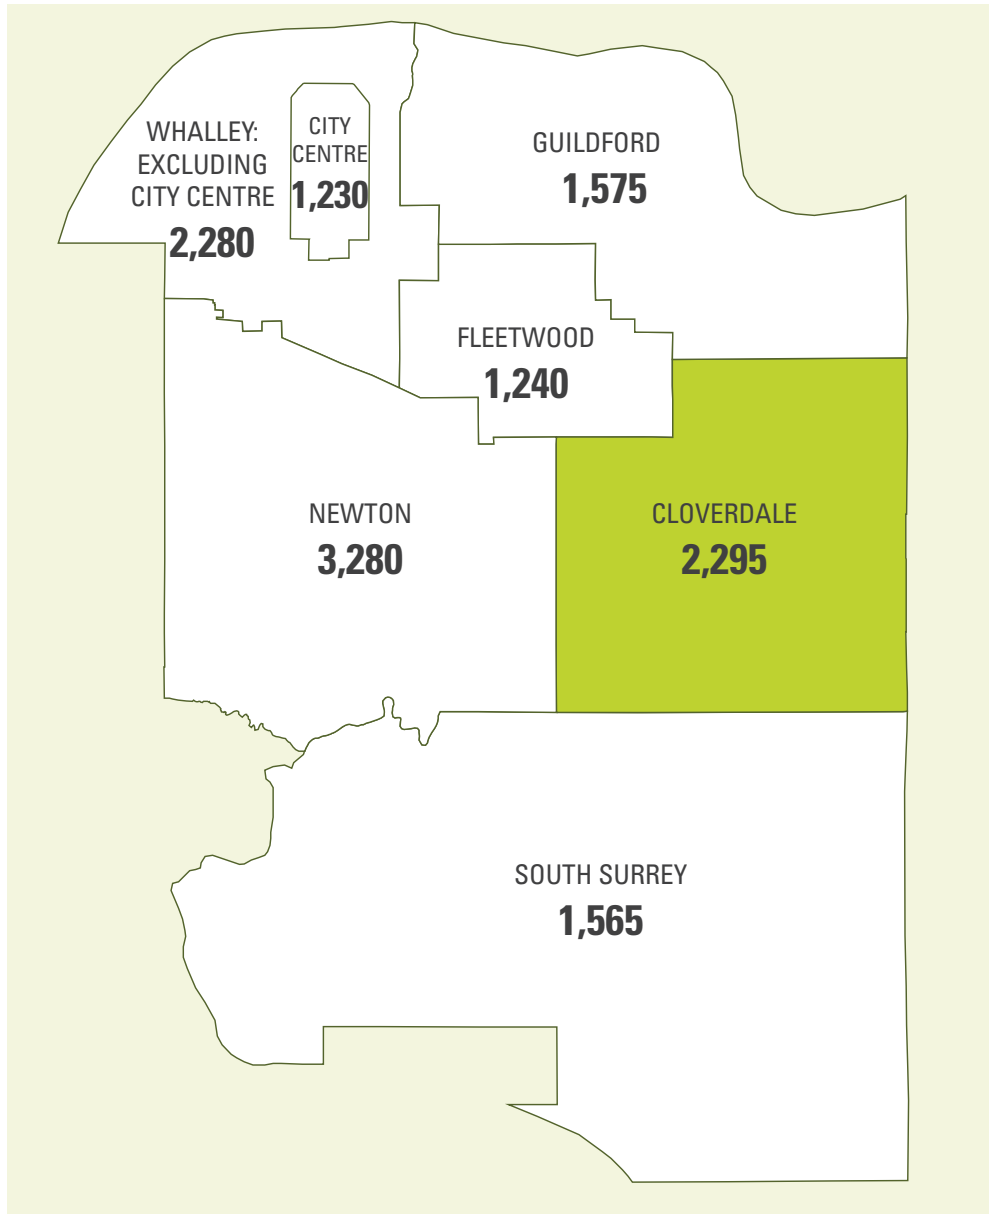 WHALLEY:
EXCLUDING
CITY CENTRE
2,280
CITY
CENTRE
1,230
GUILDFORD
1,575
FLEETWOOD
1,240
NEWTON
3,280
CLOVERDALE
2,295
SOUTH SURREY
1,565